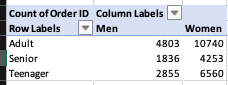 Count of Order ID Column Labels
Row Labels Men Women
Adult 4803 10740
Senior 1836 4253
Teenager 2855 6560